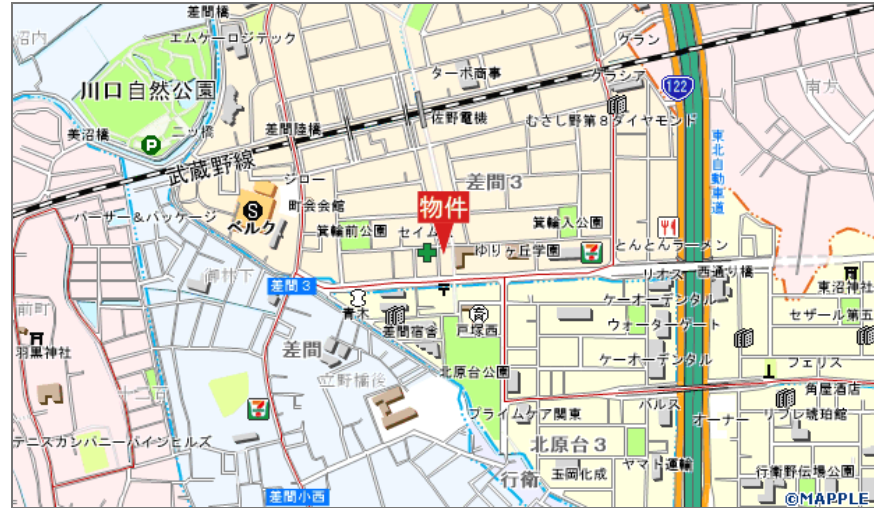 差間橋
沼内
エムケーロジテック
グラン
ターボ商事
グラシア
122
南方
川口自然公園
佐野電機
むさし野第8ダイヤモンド
美沼橋
二ッ橋
差間陸橋
P
東北自動車道
武蔵野線
ジロー
差間3
物件
バーサー&パッケージ
S
ベルク
町会会館
箕輪前公園
セイムス
箕輪入公園
ゆりヶ丘学園
とんとんラーメン
差間3
リオス
西通り橋
東沼神社
前町
青木
差間宿舎
戸塚西
ケーオーデンタル
ウォーターゲート
セザール第五
羽黒神社
差間
立野掘後
北原台公園
ケーオーデンタル
フェリス
角屋酒店
プライムケア関東
パルス
オーナー
リブレ琥珀館
テニスカンパニーパインヒルズ
北原台3
玉岡化成
ヤマト運輸
行衛野伝場公園
差間小西
行衛
©MAPPLE